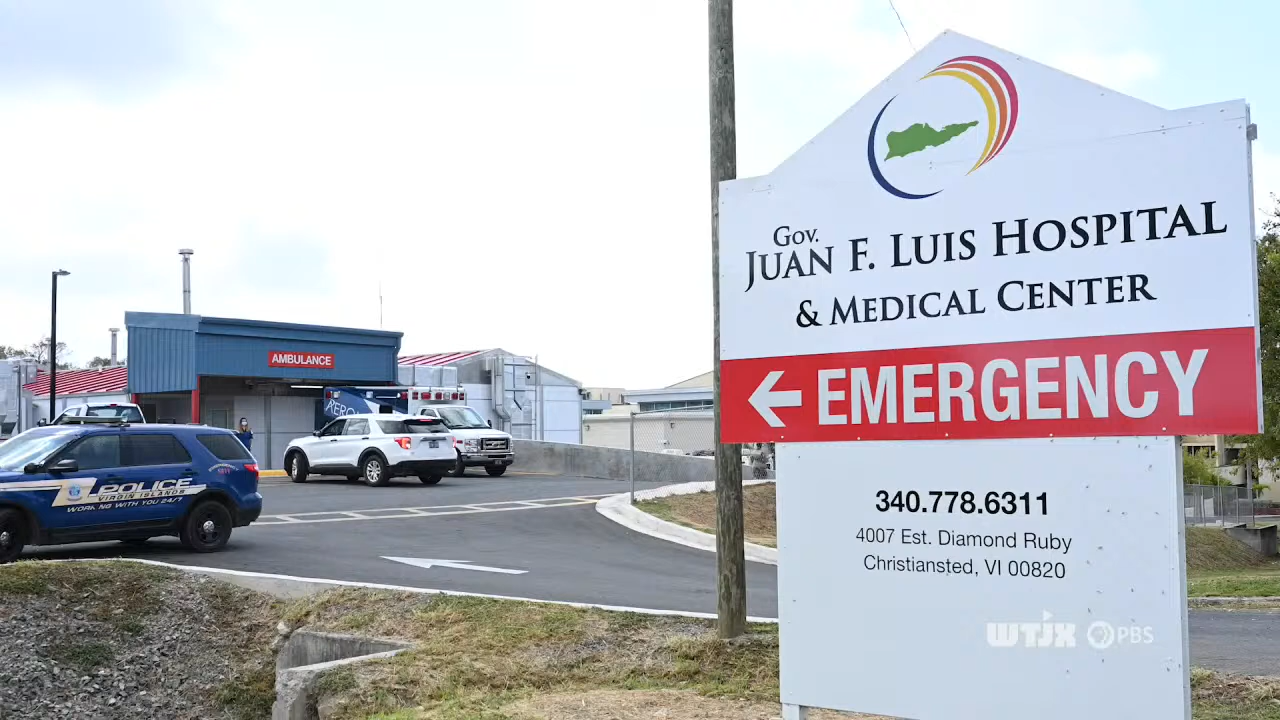 Gov.
JUAN F. LUIS HOSPITAL
& MEDICAL CENTER
EMERGENCY
340.778.6311
4007 Est. Diamond Ruby
Christiansted, VI 00820
AMBULANCE
AERO
POLICE
VIRGIN ISLANDS
WORKING WITH YOU 24/7
WTJX PBS